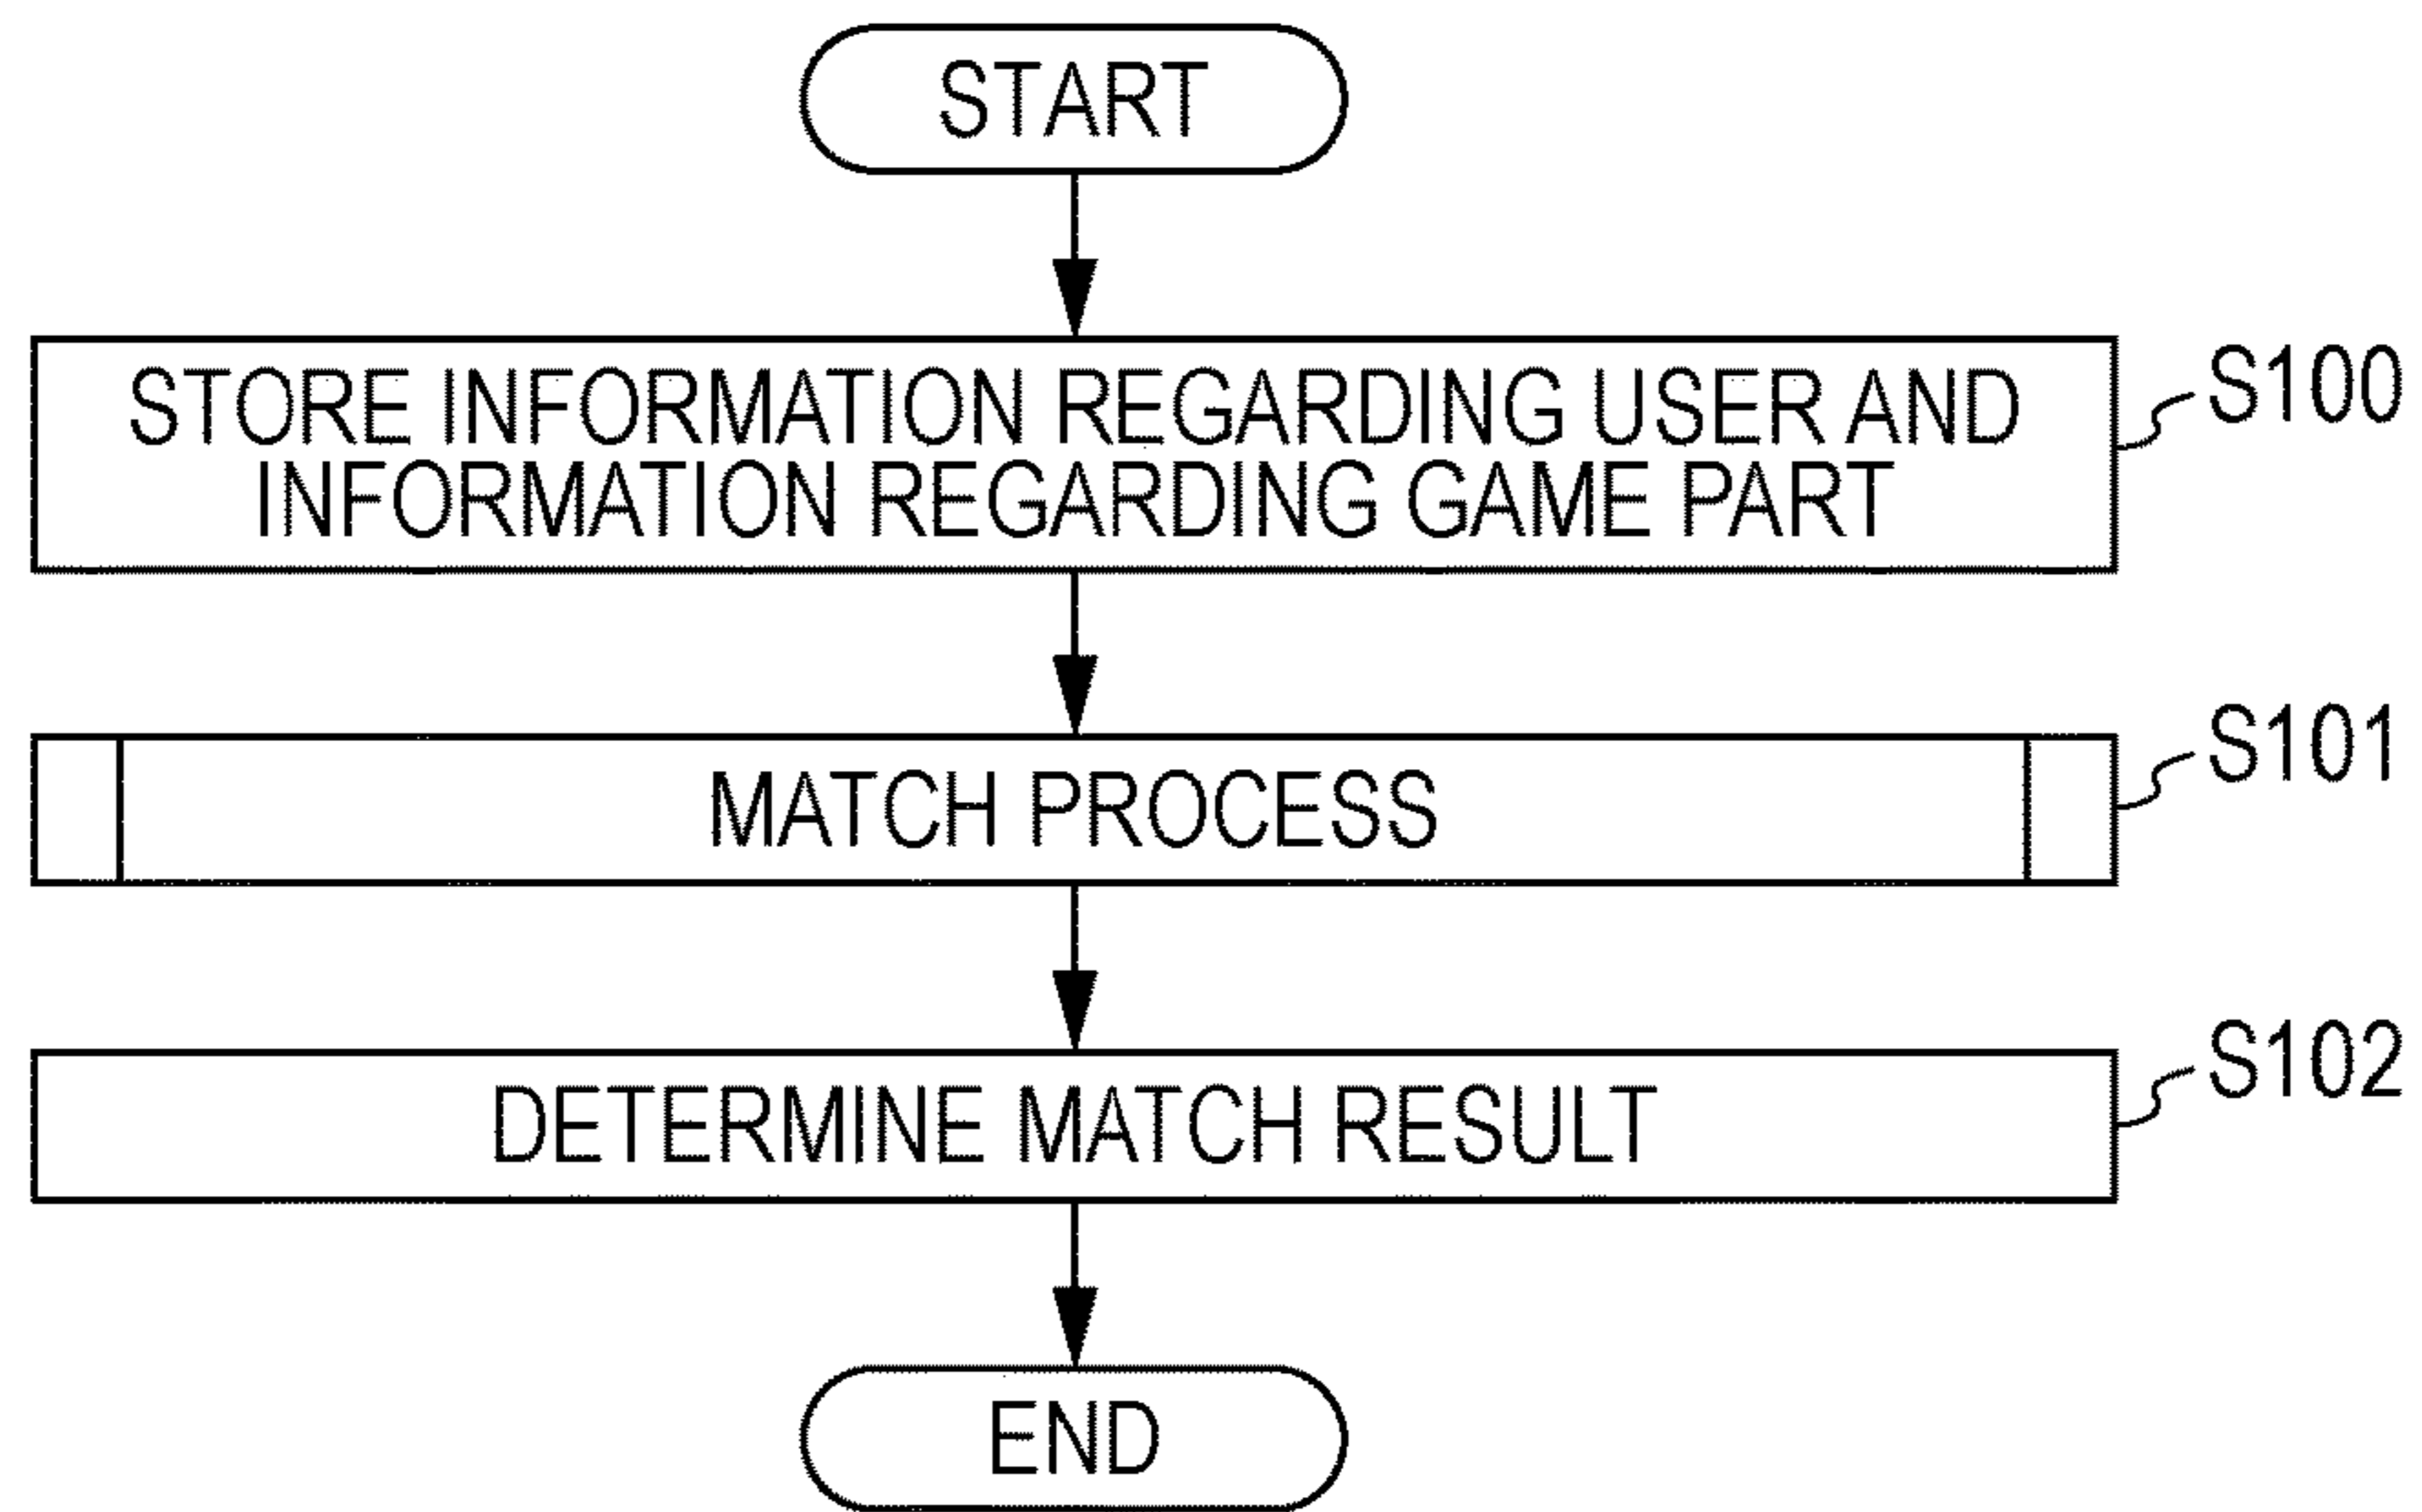 START
STORE INFORMATION REGARDING USER AND
INFORMATION REGARDING GAME PART
S100
MATCH PROCESS
S101
DETERMINE MATCH RESULT
S102
END